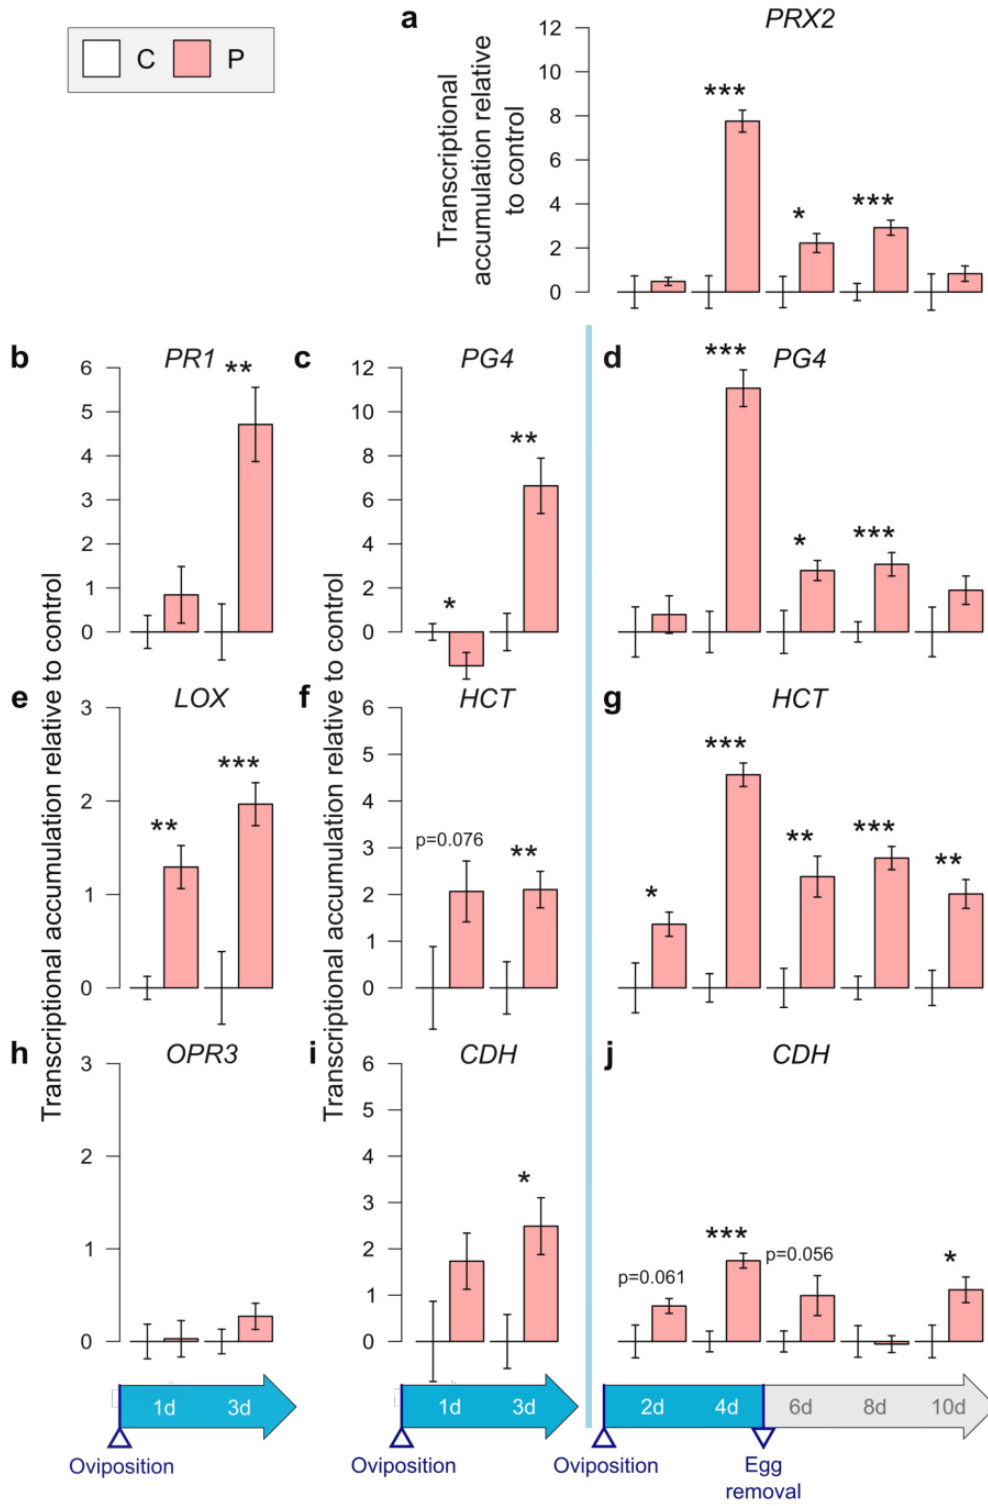 C P
a PRX2
Transcriptional
accumulation relative
to control
12
10
8
6
4
2
0
***
*
***
b PR1
6
5
4
3
2
1
0
**
c PG4
12
10
8
6
4
2
0
*
**
d PG4
***
*
***
Transcriptional accumulation relative to control
Transcriptional accumulation relative to control
e LOX
3
2
1
0
**
***
f HCT
6
5
4
3
2
1
0
p=0.076
**
g HCT
*
***
**
***
**
h OPR3
3
2
1
0
i CDH
6
5
4
3
2
1
0
*
j CDH
p=0.061
***
p=0.056
*
1d 3d
Oviposition
1d 3d
Oviposition
2d 4d 6d 8d 10d
Oviposition
Egg
removal